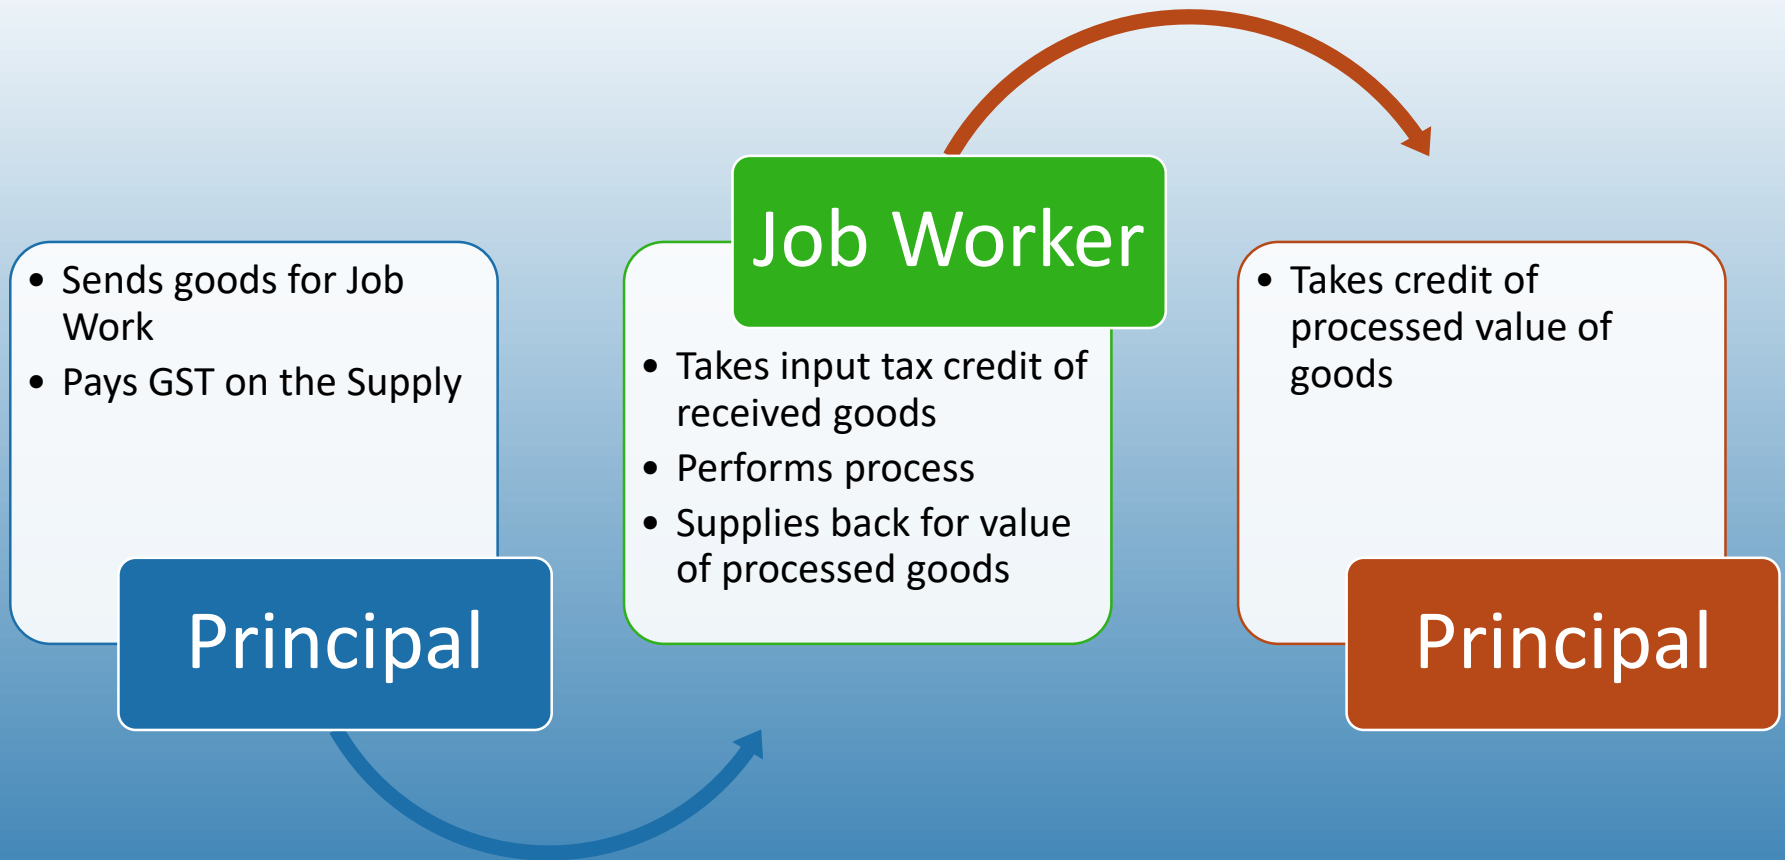 • Sends goods for Job
Work
• Pays GST on the Supply
Principal
Job Worker
• Takes input tax credit of
received goods
• Performs process
• Supplies back for value
of processed goods
• Takes credit of
processed value of
goods
Principal